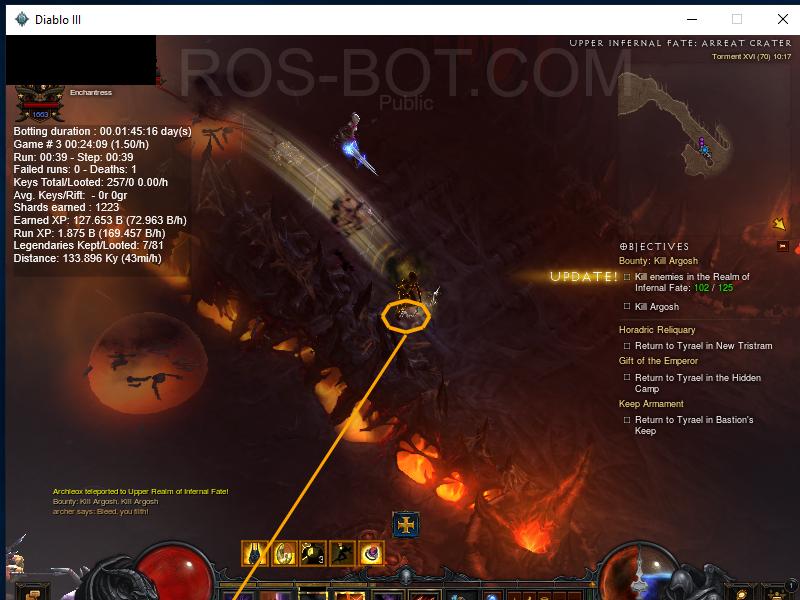 Diablo III
UPPER INFERNAL FATE: ARREAT CRATER
Torment XVI (70) 10:17
ROS-BOT.COM
Public
Enchantress
1663
Botting duration : 00.01:45:16 day(s)
Game # 3 00:24:09 (1.50/h)
Run: 00:39 - Step: 00:39
Failed runs: 0 - Deaths: 1
Keys Total/Looted: 257/0 0.00/h
Avg. Keys/Rift:  - 0r 0gr
Shards earned : 1223
Earned XP: 127.653 B (72.963 B/h)
Run XP: 1.875 B (169.457 B/h)
Legendaries Kept/Looted: 7/81
Distance: 133.896 Ky (43mi/h)
OBJECTIVES
Bounty: Kill Argosh
UPDATE!
Kill enemies in the Realm of
Infernal Fate: 102 / 125
Kill Argosh
Horadric Reliquary
Return to Tyrael in New Tristram
Gift of the Emperor
Return to Tyrael in the Hidden
Camp
Keep Armament
Return to Tyrael in Bastion's
Keep
Archleox teleported to Upper Realm of Infernal Fate!
Bounty: Kill Argosh, Kill Argosh
archer says: Bleed, you filth!
3
1